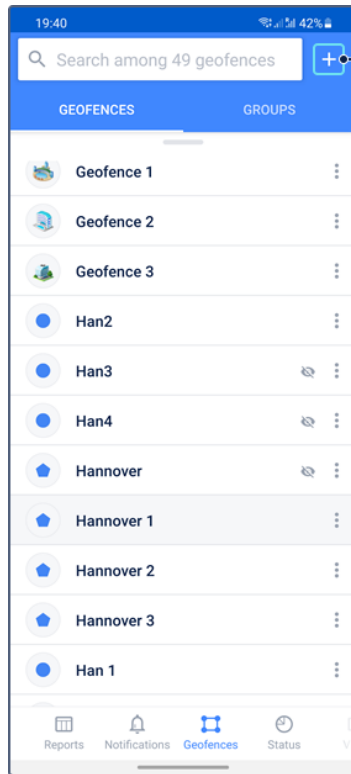 19:40 42%
Search among 49 geofences
GEOFENCES GROUPS
Geofence 1
Geofence 2
Geofence 3
Han2
Han3
Han4
Hannover
Hannover 1
Hannover 2
Hannover 3
Han 1
Reports Notifications Geofences Status